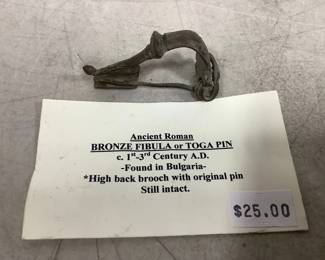 Ancient Roman
BRONZE FIBULA or TOGA PIN
c. 1st-3rd Century A.D.
-Found in Bulgaria-
*High back brooch with original pin
Still intact.
$25.00